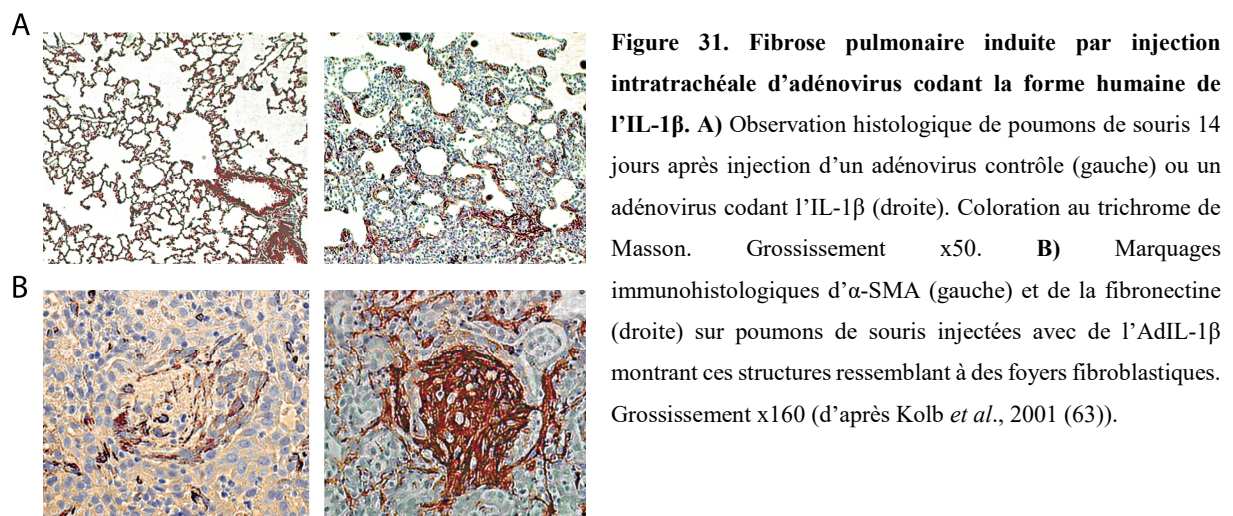 A
B
Figure 31. Fibrose pulmonaire induite par injection
intratrachéale d’adénovirus codant la forme humaine de
l’IL-1β. A) Observation histologique de poumons de souris 14
jours après injection d’un adénovirus contrôle (gauche) ou un
adénovirus codant l’IL-1β (droite). Coloration au trichrome de
Masson. Grossissement x50. B) Marquages
immunohistologiques d’α-SMA (gauche) et de la fibronectine
(droite) sur poumons de souris injectées avec de l’AdIL-1β
montrant ces structures ressemblant à des foyers fibroblastiques.
Grossissement x160 (d’après Kolb et al., 2001 (63)).